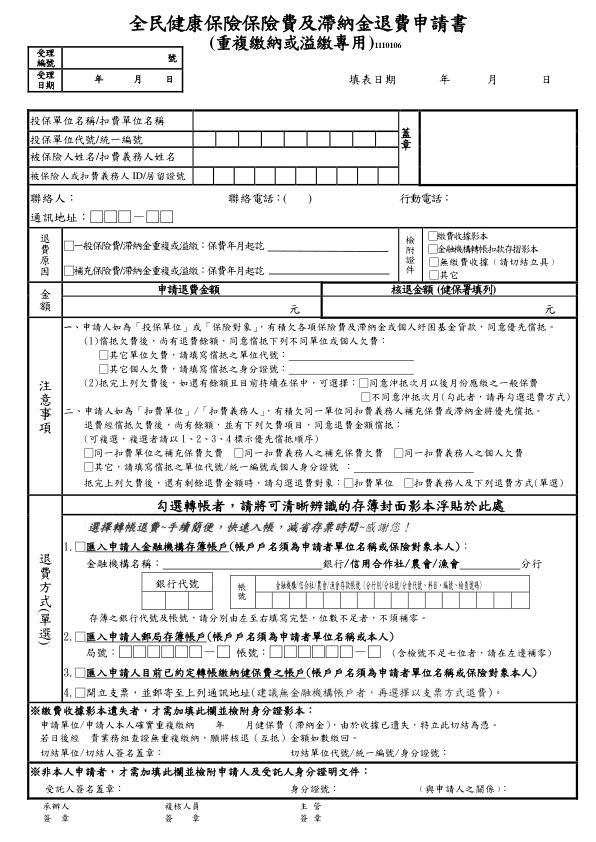 全民健康保險保險費及滯納金退費申請書
(重複繳納或溢繳專用)1110106
受理編號 號
受理日期 年 月 日
填表日期 年 月 日
投保單位名稱/扣費單位名稱
投保單位代號/統一編號
被保險人姓名/扣費義務人姓名
被保險人或扣費義務人 ID/居留證號
蓋章
聯絡人： 聯絡電話：( ) 行動電話：
通訊地址：□□□－□□
退費原因
□一般保險費/滯納金重複或溢繳：保費年月起訖
□補充保險費/滯納金重複或溢繳：保費年月起訖
檢附證件
□繳費收據影本
□金融機構轉帳扣款存摺影本
□無繳費收據（請切結立具）
□其它
金額
申請退費金額 核退金額 (健保署填列)
元 元
注意事項
一、申請人如為「投保單位」或「保險對象」，有積欠各項保險費及滯納金或個人紓困基金貸款，同意優先償抵。
(1)償抵欠費後，尚有退費餘額，同意償抵下列不同單位或個人欠費：
□其它單位欠費，請填寫償抵之單位代號：
□其它個人欠費，請填寫償抵之身分證號：
(2)抵完上列欠費後，如還有餘額且目前持續在保中，可選擇：□同意沖抵次月以後月份應繳之一般保費
□不同意沖抵次月(勾此者，請再勾選退費方式)
二、申請人如為「扣費單位」/「扣費義務人」，有積欠同一單位同扣費義務人補充保費或滯納金將優先償抵。
退費經償抵欠費後，尚有餘額，並有下列欠費項目，同意退費金額償抵：
(可複選，複選者請以 1、2、3、4 標示優先償抵順序)
□同一扣費單位之補充保費欠費 □同一扣費義務人之補充保費欠費 □同一扣費義務人之個人欠費
□其它，請填寫償抵之單位代號/統一編號或個人身分證號：
抵完上列欠費後，還有剩餘退費金額時，請勾選退費對象：□扣費單位 □扣費義務人及下列退費方式(單選)
退費方式(單選)
勾選轉帳者，請將可清晰辨識的存簿封面影本浮貼於此處
選擇轉帳退費~手續簡便，快速入帳，減省存票時間~感謝您！
1.□匯入申請人金融機構存簿帳戶(帳戶戶名須為申請者單位名稱或保險對象本人)：
金融機構名稱： 銀行/信用合作社/農會/漁會 分行
銀行代號
帳號
金融機構/信合社/農會/漁會存款帳號（分行別/分社號/分會代號、科目、編號、檢查號碼）
存簿之銀行代號及帳號，請分別由左至右填寫完整，位數不足者，不須補零。
2.□匯入申請人郵局存簿帳戶(帳戶戶名須為申請者單位名稱或本人)
局號：□□□□□□－□ 帳號：□□□□□□－□ (含檢號不足七位者，請在左邊補零)
3.□匯入申請人目前已約定轉帳繳納健保費之帳戶(帳戶戶名須為申請者單位名稱或保險對象本人)
4.□開立支票，並郵寄至上列通訊地址(建議無金融機構帳戶者，再選擇以支票方式退費)。
※繳費收據影本遺失者，才需加填此欄並檢附身分證影本：
申請單位/申請人本人確實重複繳納 年 月健保費（滯納金），由於收據已遺失，特立此切結為憑。
若日後經 貴業務組查證無重複繳納，願將核退（互抵）金額如數繳回。
切結單位/切結人簽名蓋章： 切結單位代號/統一編號/身分證號：
※非本人申請者，才需加填此欄並檢附申請人及受託人身分證明文件：
受託人簽名蓋章： 身分證號： （與申請人之關係）：
承辦人 複核人員 主 管
簽 章 簽 章 簽 章